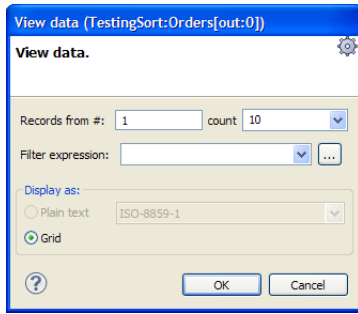 View data (TestingSort:Orders[out:0])
View data.
Records from #: 1 count 10
Filter expression: ...
Display as:
Plain text ISO-8859-1
Grid
? OK Cancel